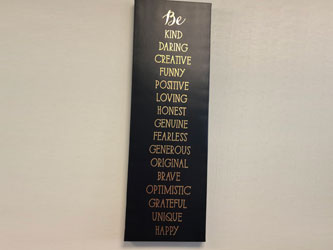 Be
KIND
DARING
CREATIVE
FUNNY
POSITIVE
LOVING
HONEST
GENUINE
FEARLESS
GENEROUS
ORIGINAL
BRAVE
OPTIMISTIC
GRATEFUL
UNIQUE
HAPPY